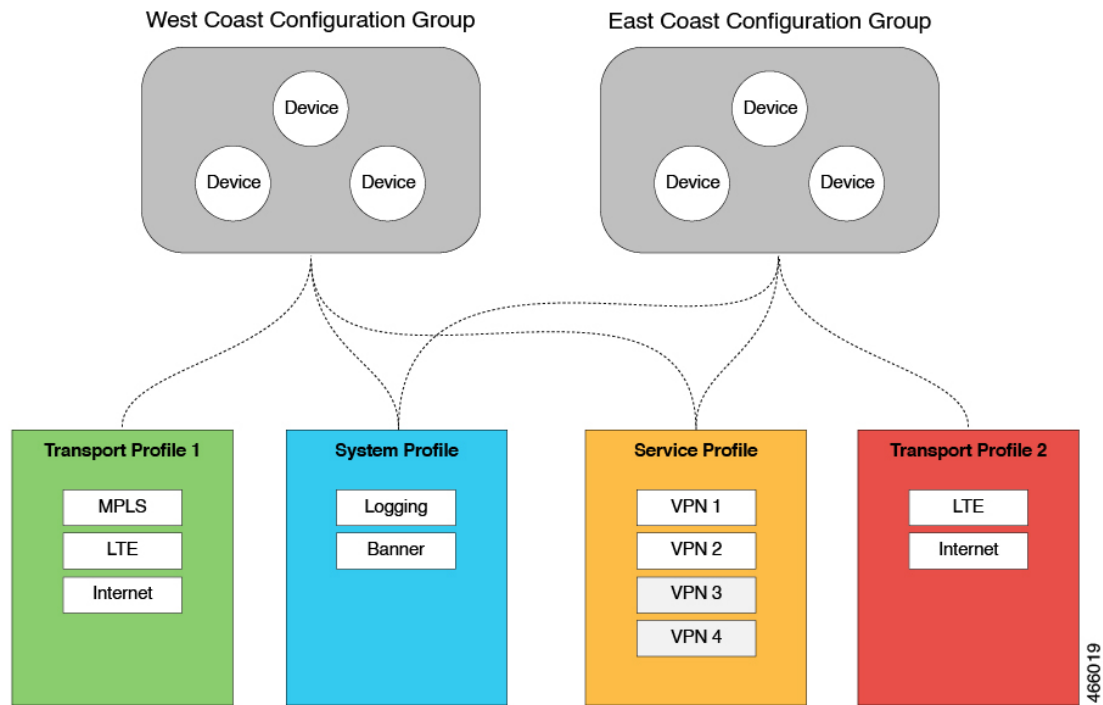 West Coast Configuration Group
East Coast Configuration Group
Device
Device
Device
Device
Device
Device
Transport Profile 1
MPLS
LTE
Internet
System Profile
Logging
Banner
Service Profile
VPN 1
VPN 2
VPN 3
VPN 4
Transport Profile 2
LTE
Internet
466019